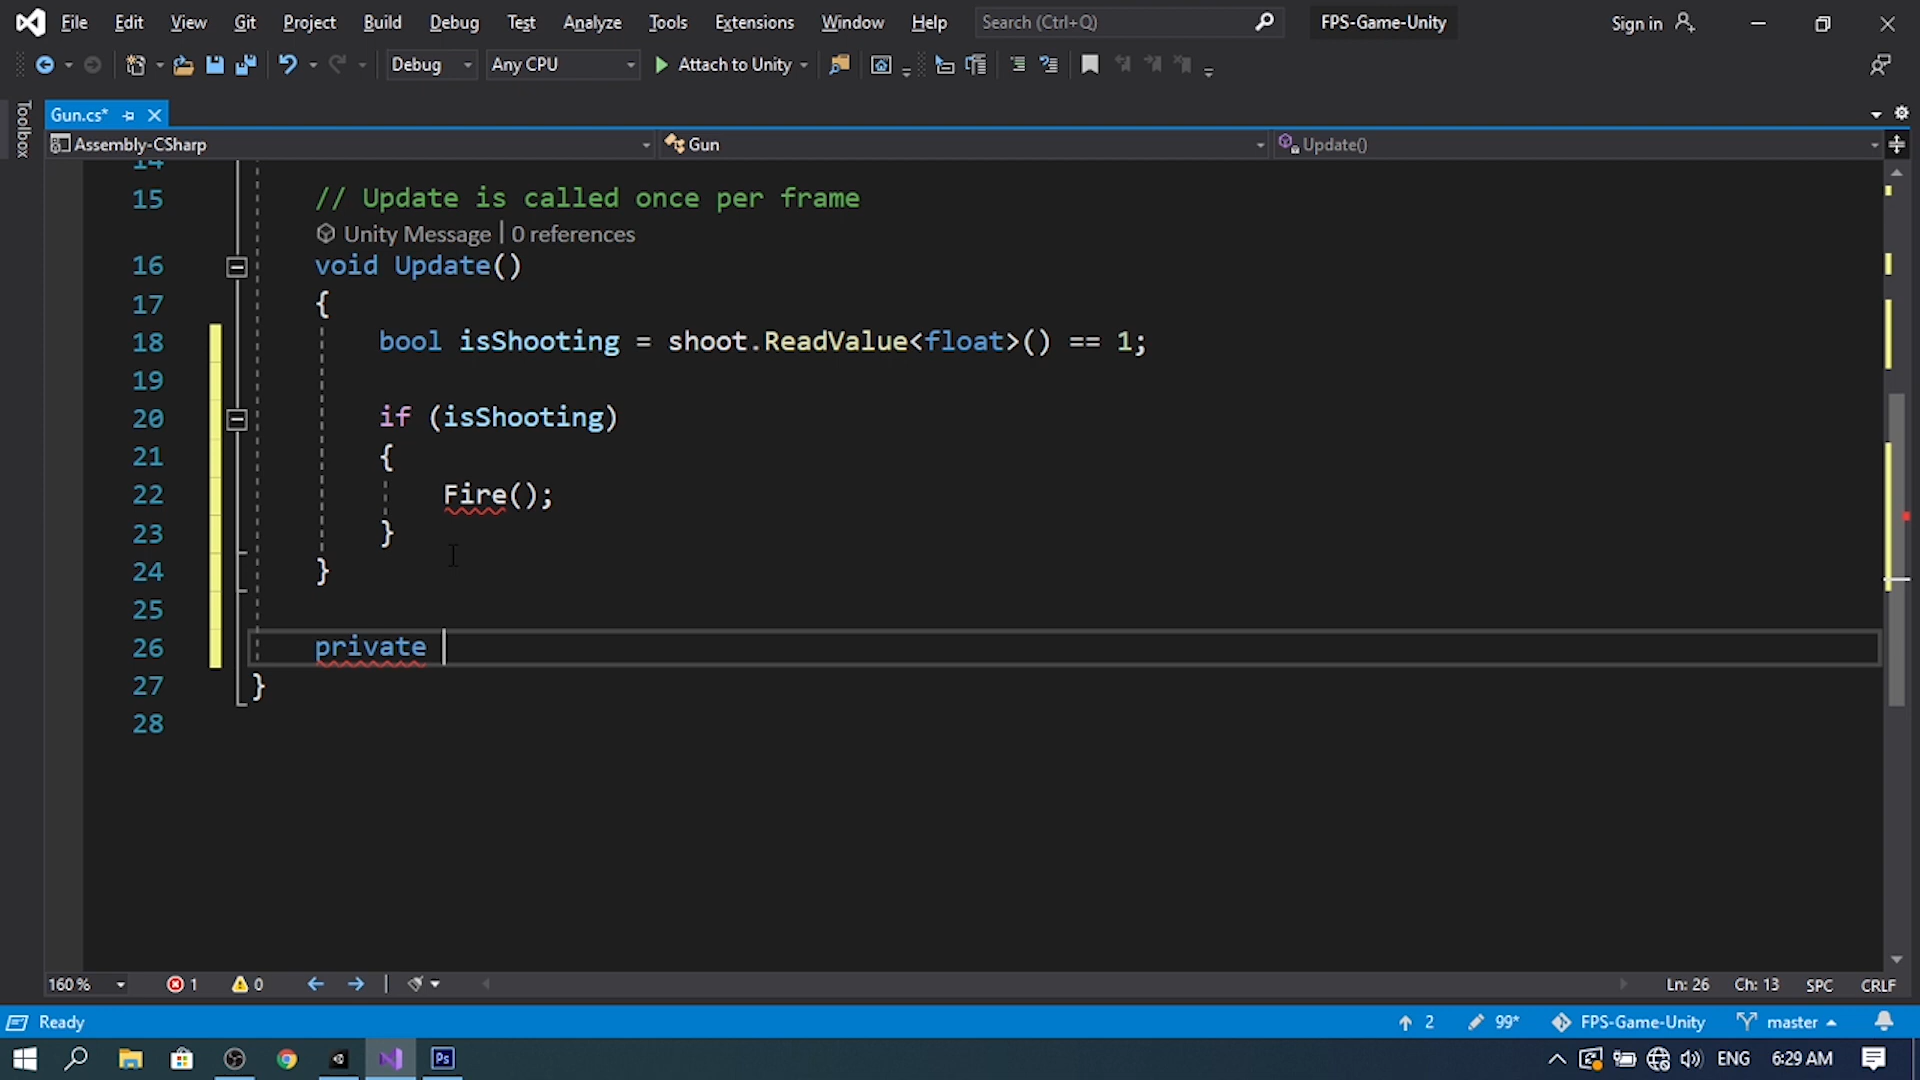 File Edit View Git Project Build Debug Test Analyze Tools Extensions Window Help Search (Ctrl+Q) FPS-Game-Unity Sign in
Debug Any CPU Attach to Unity
Toolbox
Gun.cs*
Assembly-CSharp Gun Update()
14
15 // Update is called once per frame
Unity Message | 0 references
16 void Update()
17 {
18 bool isShooting = shoot.ReadValue<float>() == 1;
19
20 if (isShooting)
21 {
22 Fire();
23 }
24 }
25
26 private
27 }
28
160 % 1 0 Ln: 26 Ch: 13 SPC CRLF
Ready 2 99* FPS-Game-Unity master
Ps ENG 6:29 AM